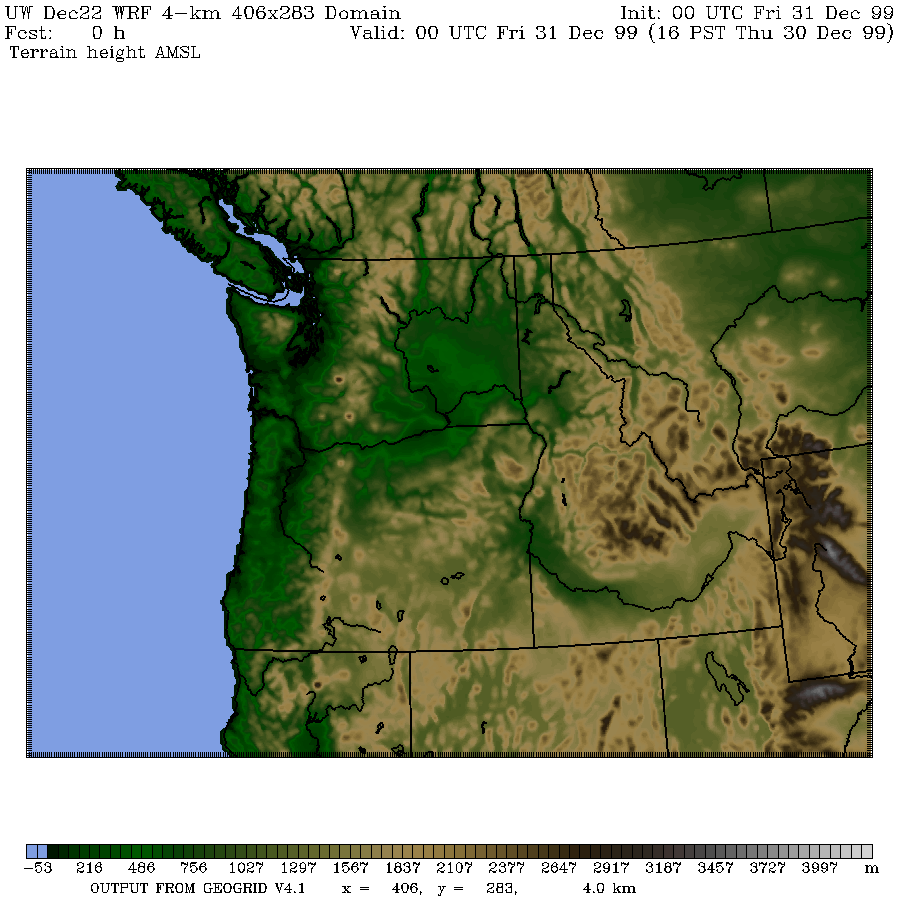 UW Dec22 WRF 4-km 406x283 Domain Init: 00 UTC Fri 31 Dec 99
Fcst: 0 h Valid: 00 UTC Fri 31 Dec 99 (16 PST Thu 30 Dec 99)
Terrain height AMSL
-53 216 486 756 1027 1297 1567 1837 2107 2377 2647 2917 3187 3457 3727 3997 m
OUTPUT FROM GEOGRID V4.1 x = 406, y = 283, 4.0 km